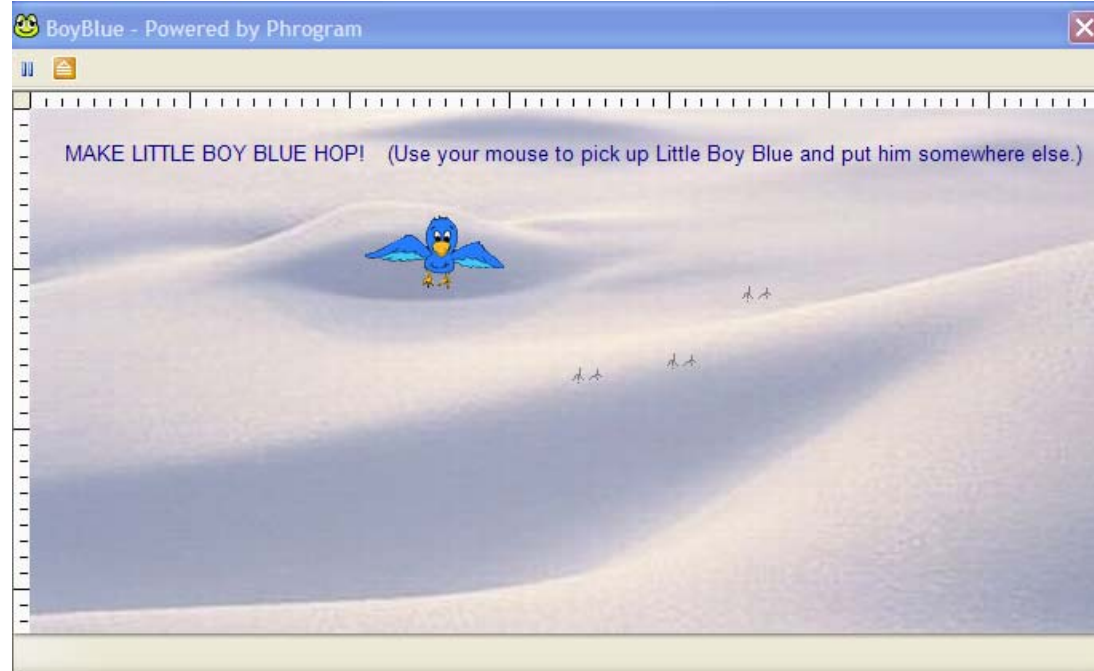 BoyBlue - Powered by Phrogram
MAKE LITTLE BOY BLUE HOP! (Use your mouse to pick up Little Boy Blue and put him somewhere else.)